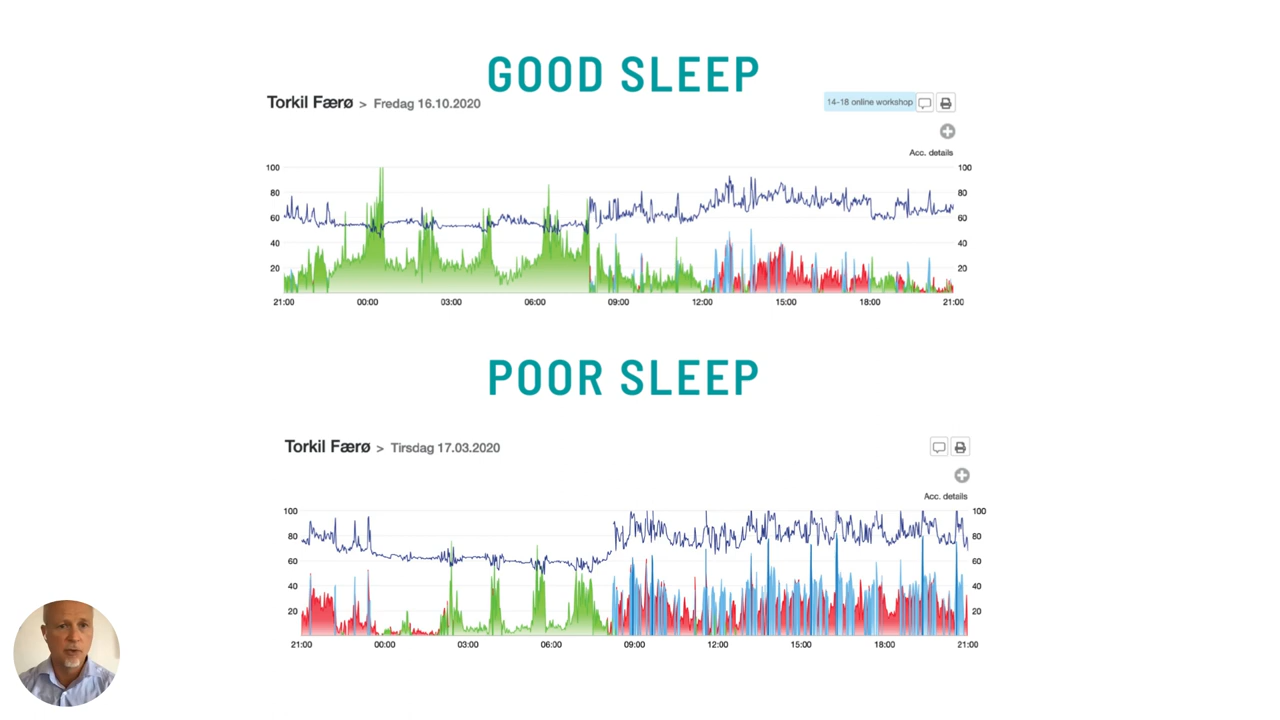 GOOD SLEEP
Torkil Færø > Fredag 16.10.2020
14-18 online workshop
Acc. details
100 100
80 80
60 60
40 40
20 20
21:00 00:00 03:00 06:00 09:00 12:00 15:00 18:00 21:00
POOR SLEEP
Torkil Færø > Tirsdag 17.03.2020
Acc. details
100 100
80 80
60 60
40 40
20 20
21:00 00:00 03:00 06:00 09:00 12:00 15:00 18:00 21:00